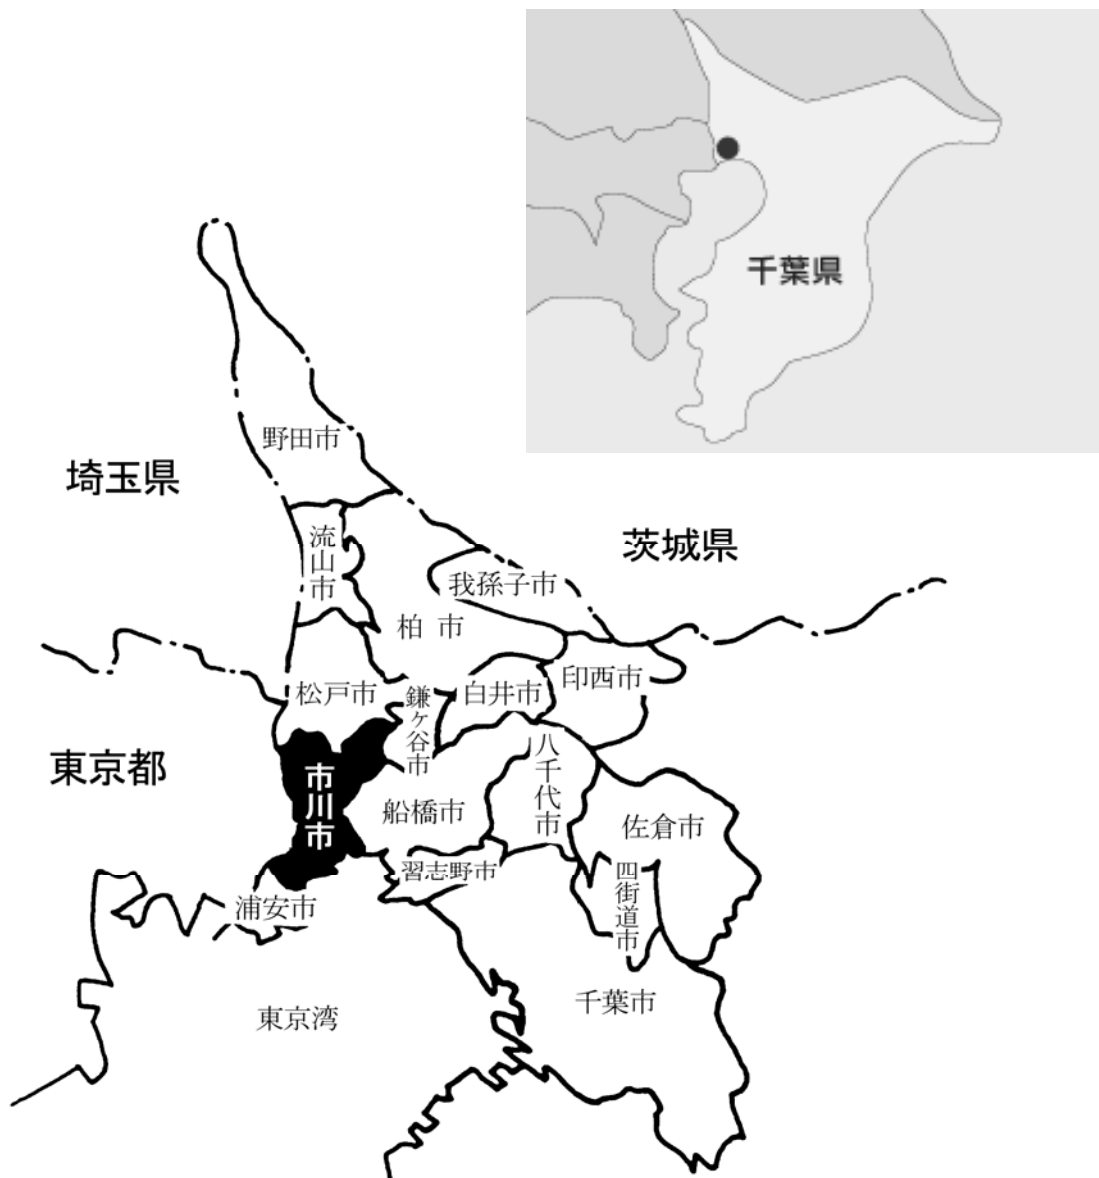 千葉県
野田市
埼玉県
流山市
茨城県
我孫子市
柏市
印西市
白井市
松戸市
鎌ヶ谷市
東京都
市川市
八千代市
船橋市
佐倉市
習志野市
四街道市
浦安市
千葉市
東京湾